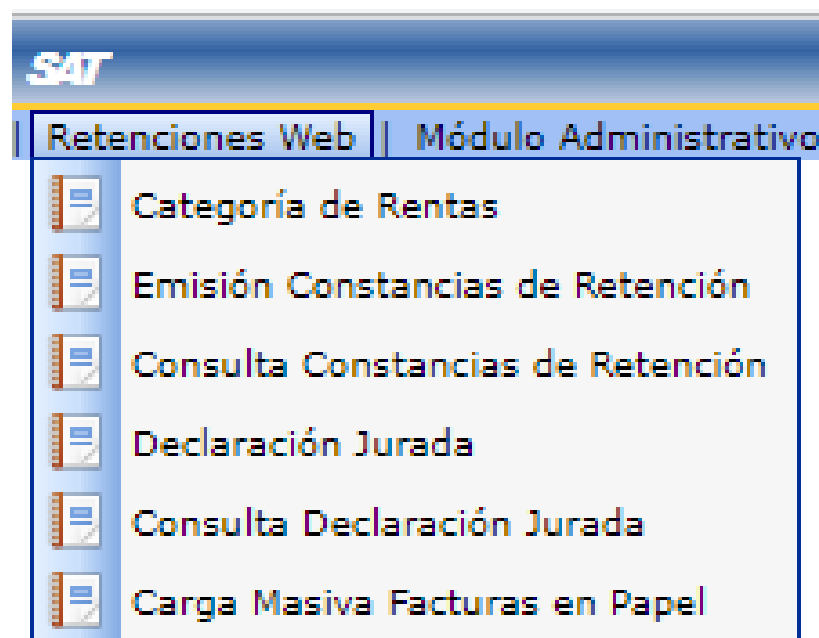 SAT
| Retenciones Web | Módulo Administrativo
Categoría de Rentas
Emisión Constancias de Retención
Consulta Constancias de Retención
Declaración Jurada
Consulta Declaración Jurada
Carga Masiva Facturas en Papel